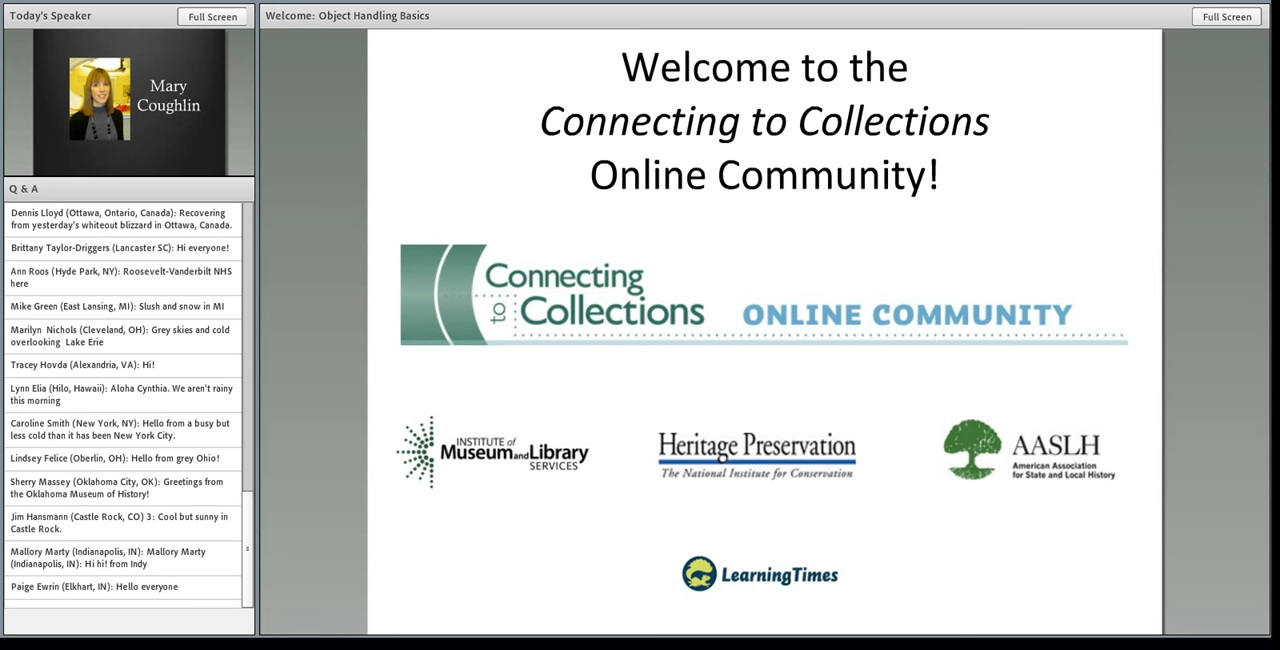 Today's Speaker
Full Screen
Mary
Coughlin
Q & A
Dennis Lloyd (Ottawa, Ontario, Canada): Recovering
from yesterday's whiteout blizzard in Ottawa, Canada.
Brittany Taylor-Driggers (Lancaster SC): Hi everyone!
Ann Roos (Hyde Park, NY): Roosevelt-Vanderbilt NHS
here
Mike Green (East Lansing, MI): Slush and snow in MI
Marilyn Nichols (Cleveland, OH): Grey skies and cold
overlooking Lake Erie
Tracey Hovda (Alexandria, VA): Hi!
Lynn Elia (Hilo, Hawaii): Aloha Cynthia. We aren't rainy
this morning
Caroline Smith (New York, NY): Hello from a busy but
less cold than it has been New York City.
Lindsey Felice (Oberlin, OH): Hello from grey Ohio!
Sherry Massey (Oklahoma City, OK): Greetings from
the Oklahoma Museum of History!
Jim Hansmann (Castle Rock, CO) 3: Cool but sunny in
Castle Rock.
Mallory Marty (Indianapolis, IN): Mallory Marty
(Indianapolis, IN): Hi hi! from Indy
Paige Ewrin (Elkhart, IN): Hello everyone
Welcome: Object Handling Basics
Full Screen
Welcome to the
Connecting to Collections
Online Community!
Connecting
to Collections
ONLINE COMMUNITY
INSTITUTE of
Museum and Library
SERVICES
Heritage Preservation
The National Institute for Conservation
AASLH
American Association
for State and Local History
LearningTimes